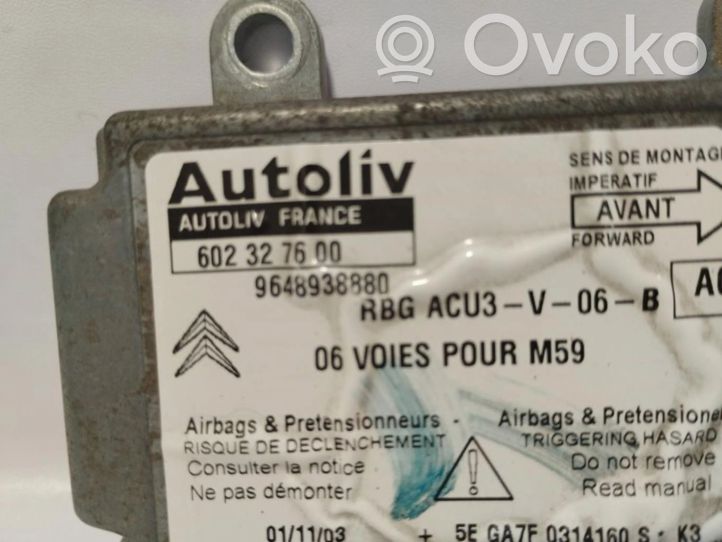 Ovoko
Autoliv
AUTOLIV FRANCE
602 32 76 00
9648938880
SENS DE MONTAGE
IMPERATIF
AVANT
FORWARD
RBG ACU3-V-06-B
06 VOIES POUR M59
Airbags & Pretensionneurs -
RISQUE DE DECLENCHEMENT
Consulter la notice
Ne pas démonter
!
Airbags & Pretensione
TRIGGERING HASARD
Do not remove
Read manual
01/11/03 + 5E GA7F 0314160 S - K3